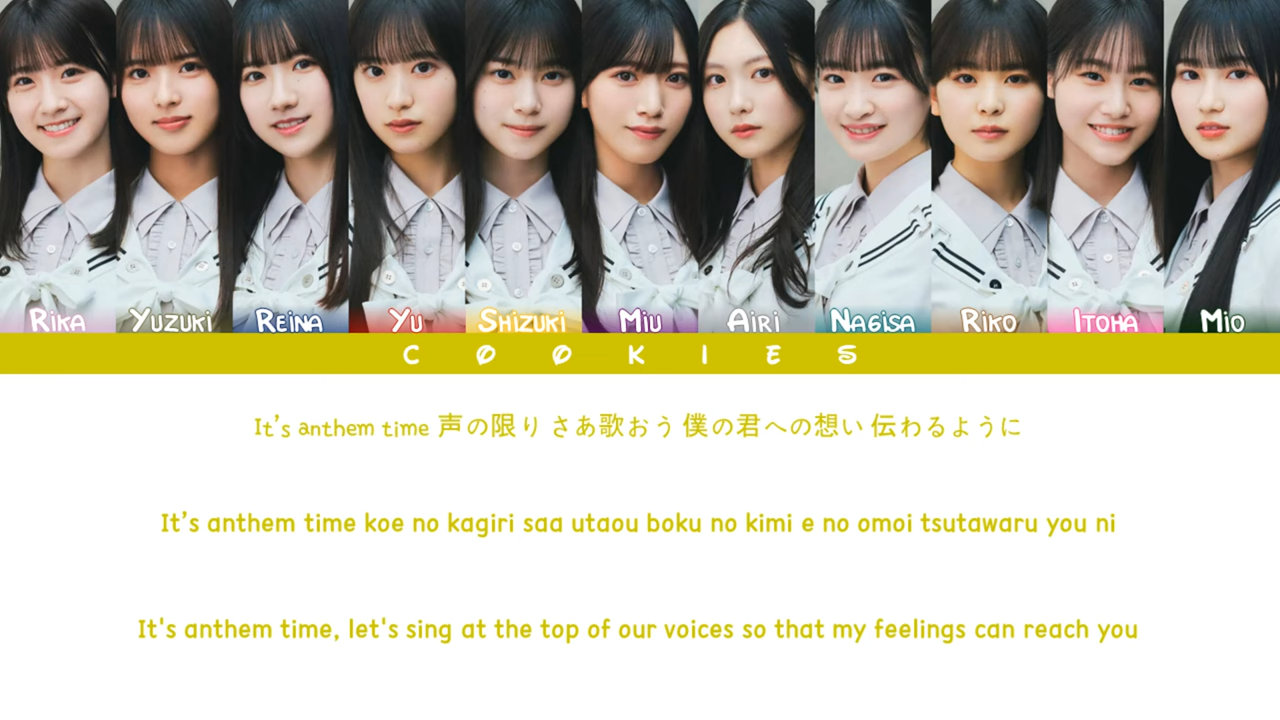 Rika Yuzuki Reina Yu Shizuki Miu Airi Nagisa Riko Itoha Mio
COOKIES
It's anthem time 声の限り さあ歌おう 僕の君への想い 伝わるように
It's anthem time koe no kagiri saa utaou boku no kimi e no omoi tsutawaru you ni
It's anthem time, let's sing at the top of our voices so that my feelings can reach you